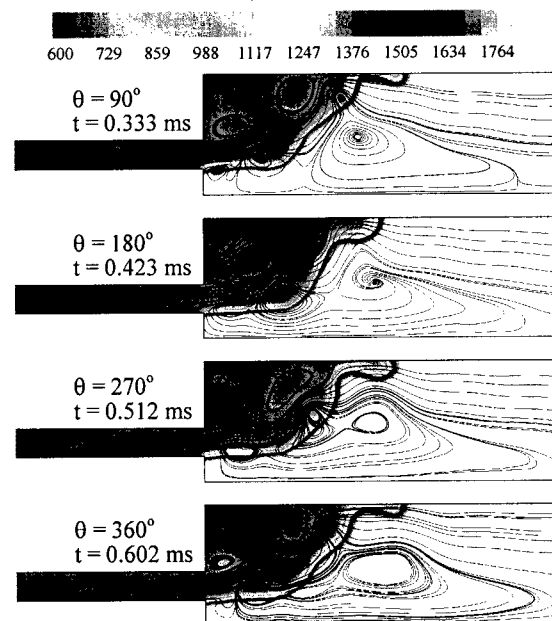 600 729 859 988 1117 1247 1376 1505 1634 1764
θ = 90°
t = 0.333 ms
θ = 180°
t = 0.423 ms
θ = 270°
t = 0.512 ms
θ = 360°
t = 0.602 ms